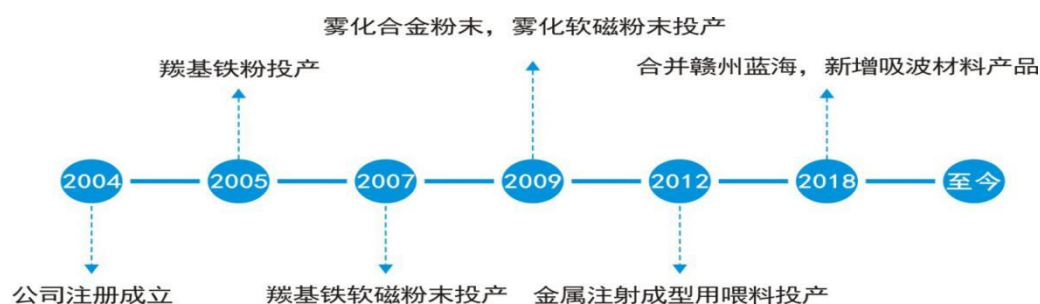 雾化合金粉末，雾化软磁粉末投产
羰基铁粉投产
合并赣州蓝海，新增吸波材料产品
2004
2005
2007
2009
2012
2018
至今
公司注册成立
羰基铁软磁粉末投产
金属注射成型用喂料投产